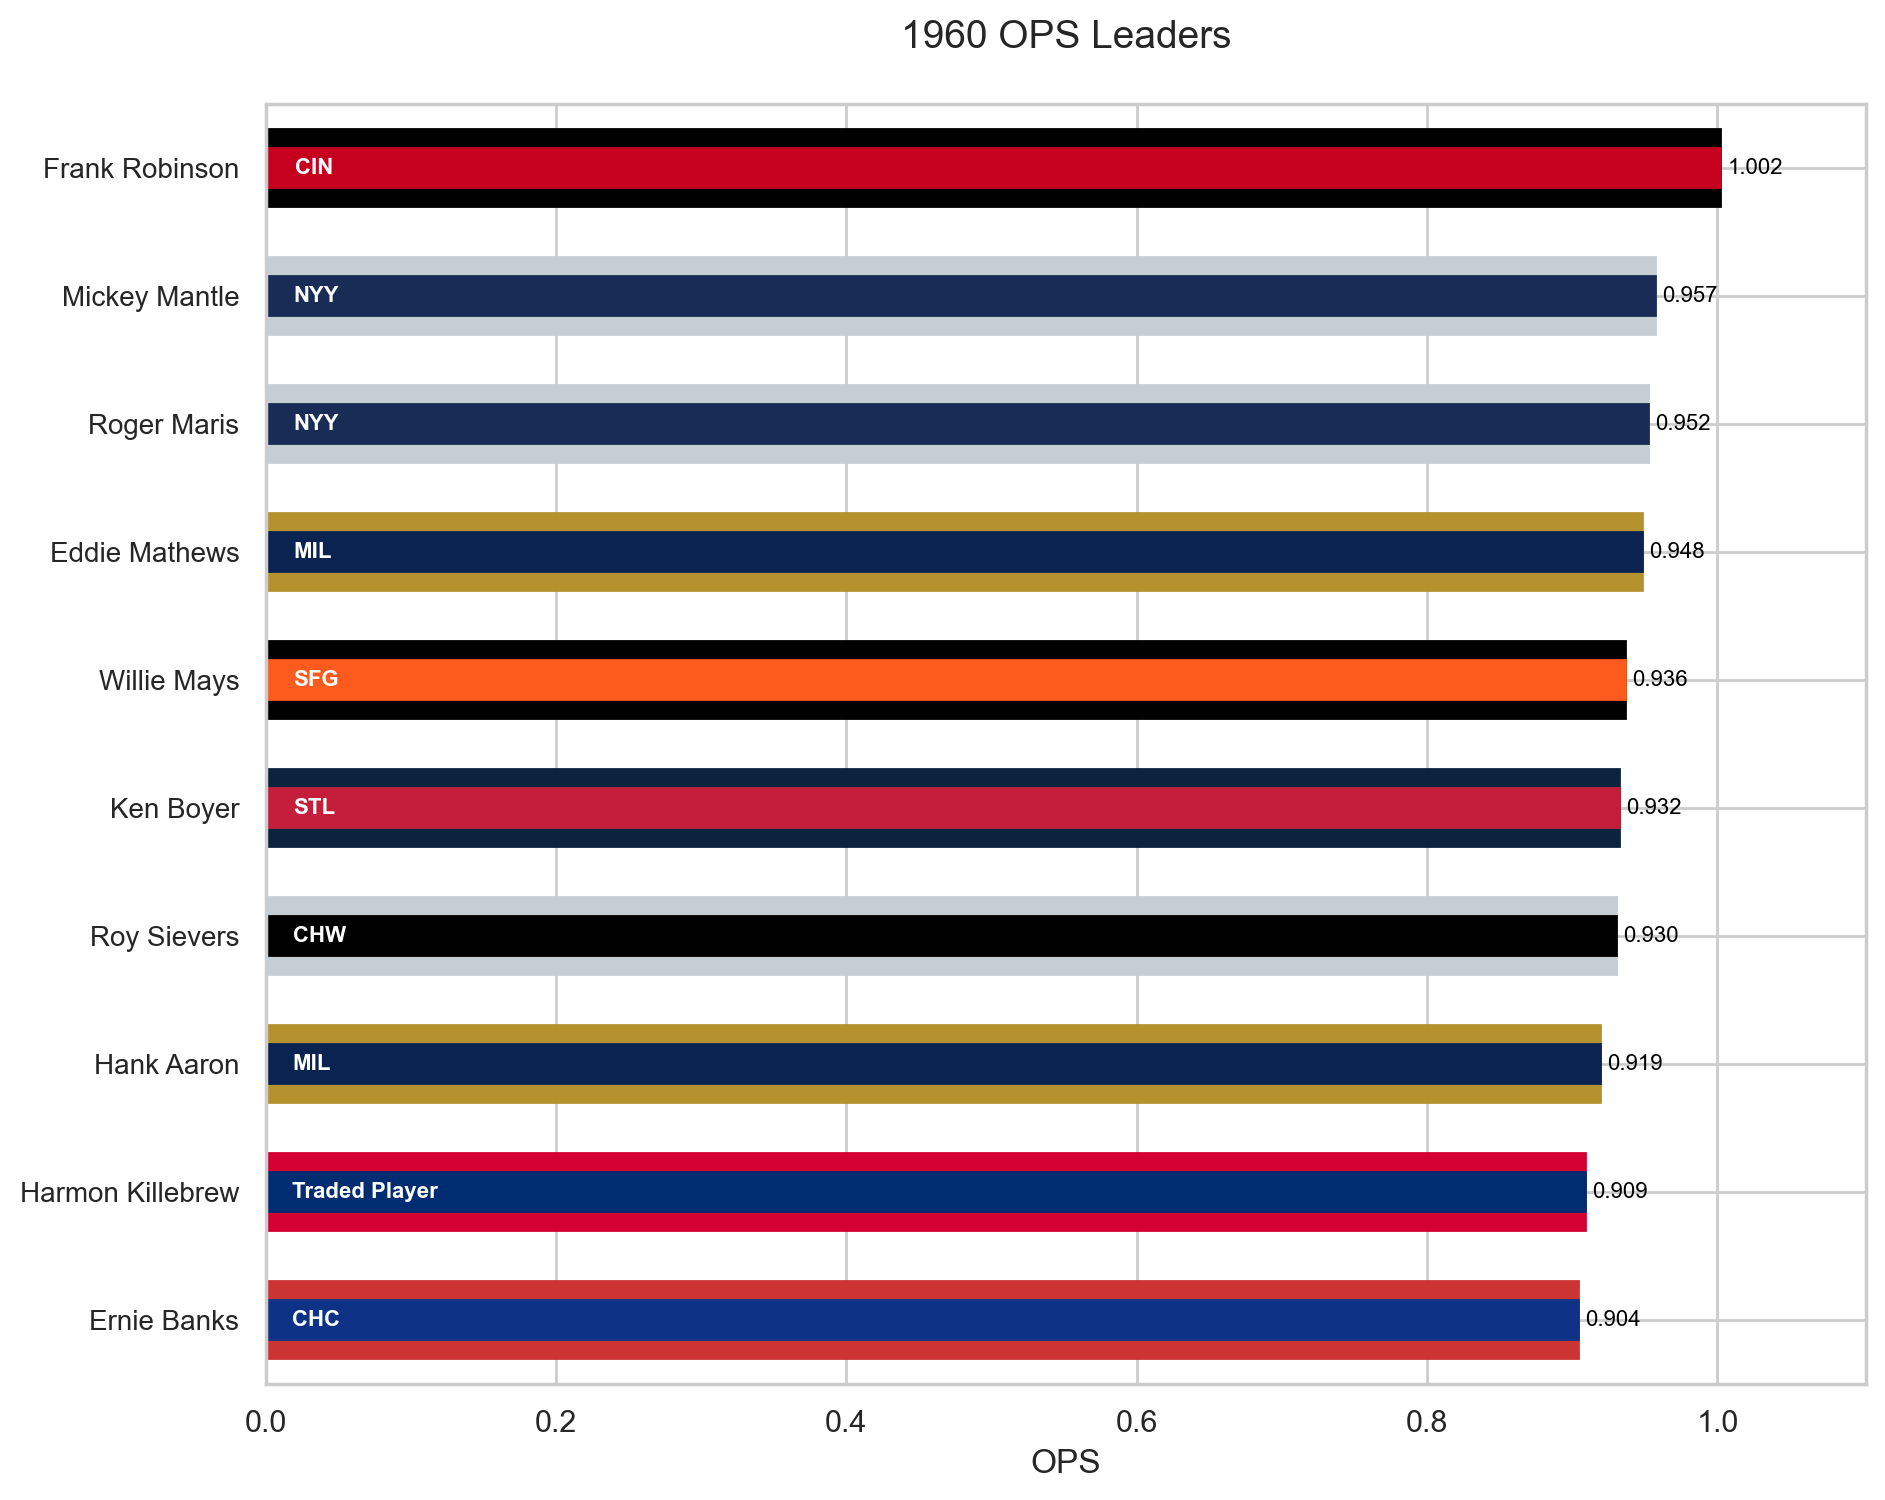 1960 OPS Leaders
Frank Robinson
CIN
1.002
Mickey Mantle
NYY
0.957
Roger Maris
NYY
0.952
Eddie Mathews
MIL
0.948
Willie Mays
SFG
0.936
Ken Boyer
STL
0.932
Roy Sievers
CHW
0.930
Hank Aaron
MIL
0.919
Harmon Killebrew
Traded Player
0.909
Ernie Banks
CHC
0.904
0.0 0.2 0.4 0.6 0.8 1.0
OPS